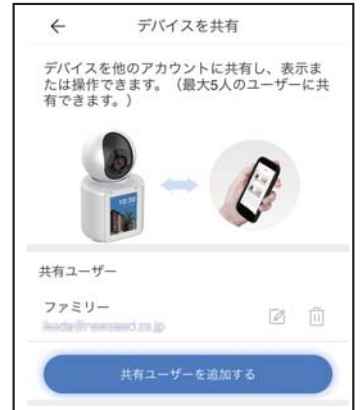 デバイスを共有
デバイスを他のアカウントに共有し、表示ま
たは操作できます。（最大5人のユーザーに共
有できます。）
10:30
共有ユーザー
ファミリー
共有ユーザーを追加する